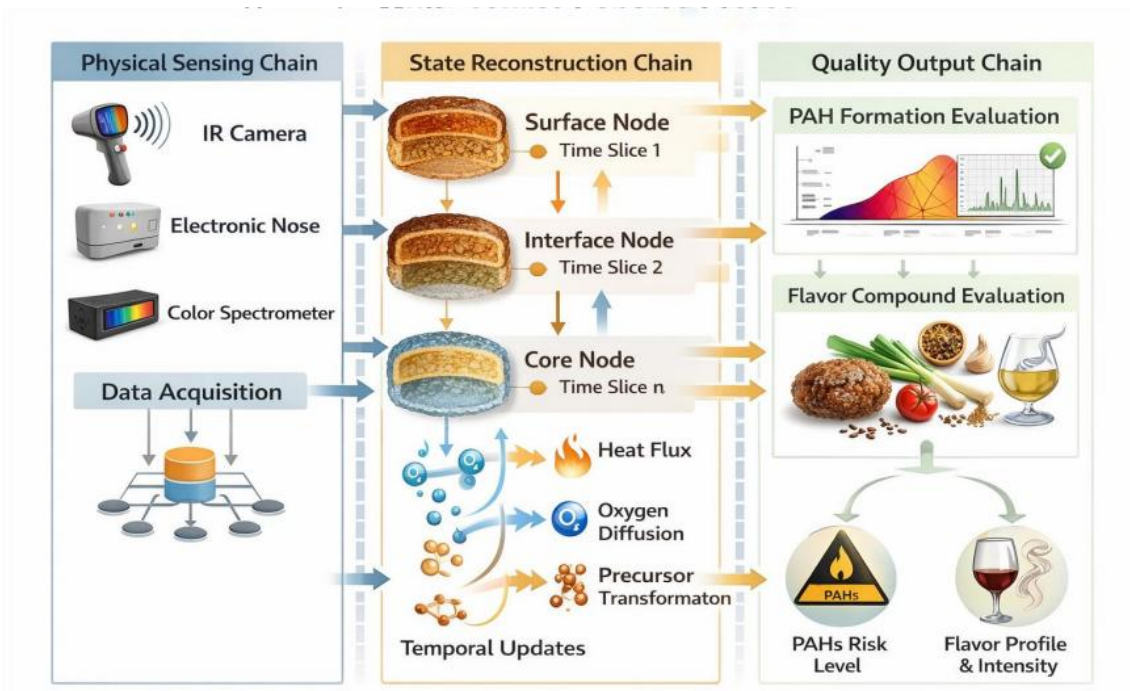 Physical Sensing Chain
IR Camera
Electronic Nose
Color Spectrometer
Data Acquisition
State Reconstruction Chain
Surface Node
Time Slice 1
Interface Node
Time Slice 2
Core Node
Time Slice n
Heat Flux
Oxygen
Diffusion
Precursor
Transformaton
Temporal Updates
Quality Output Chain
PAH Formation Evaluation
Flavor Compound Evaluation
PAHs
PAHs Risk
Level
Flavor Profile
& Intensity